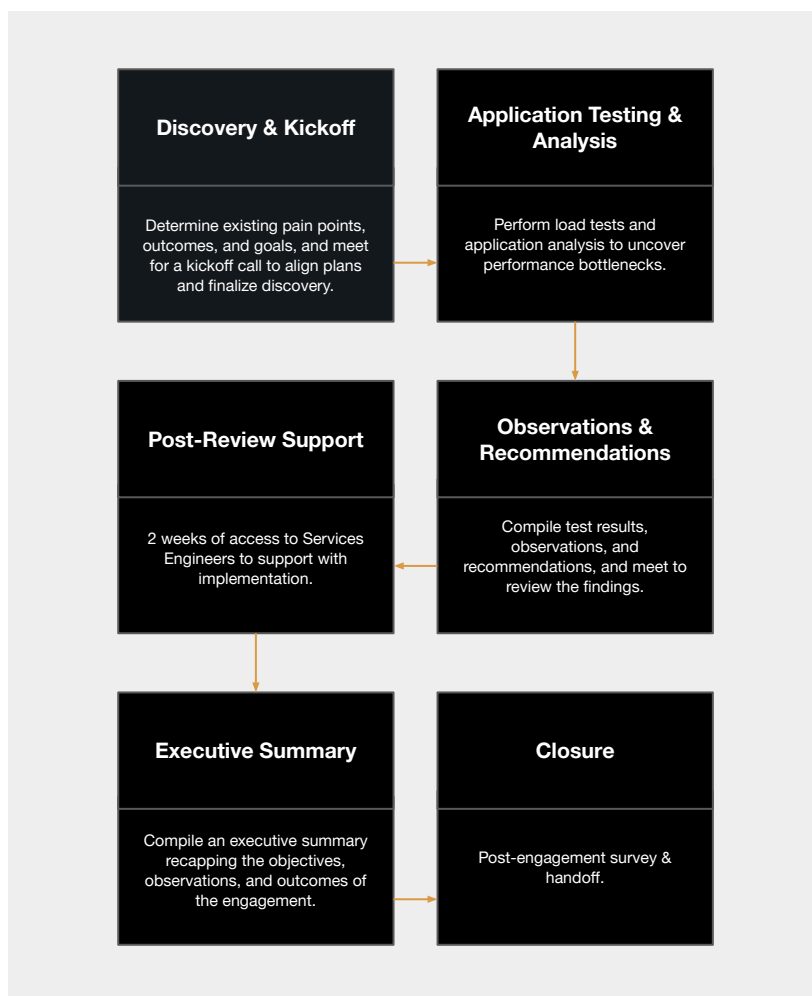 Discovery & Kickoff
Determine existing pain points,
outcomes, and goals, and meet
for a kickoff call to align plans
and finalize discovery.
Application Testing &
Analysis
Perform load tests and
application analysis to uncover
performance bottlenecks.
Observations &
Recommendations
Compile test results,
observations, and
recommendations, and meet to
review the findings.
Post-Review Support
2 weeks of access to Services
Engineers to support with
implementation.
Executive Summary
Compile an executive summary
recapping the objectives,
observations, and outcomes of
the engagement.
Closure
Post-engagement survey &
handoff.